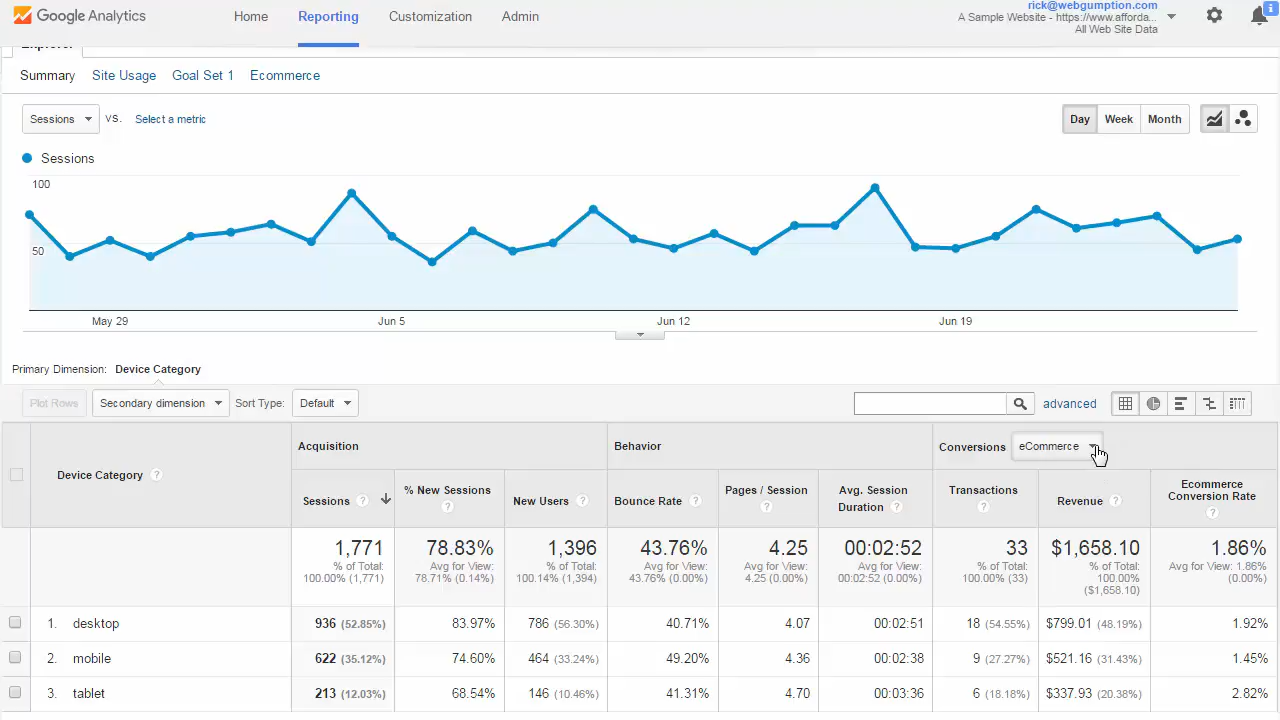 Google Analytics
Home
Reporting
Customization
Admin
rick@webgumption.com
A Sample Website - https://www.afforda...
All Web Site Data
Explorer
Summary
Site Usage
Goal Set 1
Ecommerce
Sessions
VS.
Select a metric
Day
Week
Month
Sessions
100
50
May 29
Jun 5
Jun 12
Jun 19
Primary Dimension:
Device Category
Plot Rows
Secondary dimension
Sort Type:
Default
advanced
Device Category ?
Acquisition
Behavior
Conversions
eCommerce
Sessions ?
% New Sessions
?
New Users ?
Bounce Rate ?
Pages / Session
?
Avg. Session
Duration ?
Transactions
?
Revenue ?
Ecommerce
Conversion Rate
?
1,771
% of Total:
100.00% (1,771)
78.83%
Avg for View:
78.71% (0.14%)
1,396
% of Total:
100.14% (1,394)
43.76%
Avg for View:
43.76% (0.00%)
4.25
Avg for View:
4.25 (0.00%)
00:02:52
Avg for View:
00:02:52 (0.00%)
33
% of Total:
100.00% (33)
$1,658.10
% of Total:
100.00%
($1,658.10)
1.86%
Avg for View: 1.86%
(0.00%)
1. desktop 936 (52.85%) 83.97% 786 (56.30%) 40.71% 4.07 00:02:51 18 (54.55%) $799.01 (48.19%) 1.92%
2. mobile 622 (35.12%) 74.60% 464 (33.24%) 49.20% 4.36 00:02:38 9 (27.27%) $521.16 (31.43%) 1.45%
3. tablet 213 (12.03%) 68.54% 146 (10.46%) 41.31% 4.70 00:03:36 6 (18.18%) $337.93 (20.38%) 2.82%